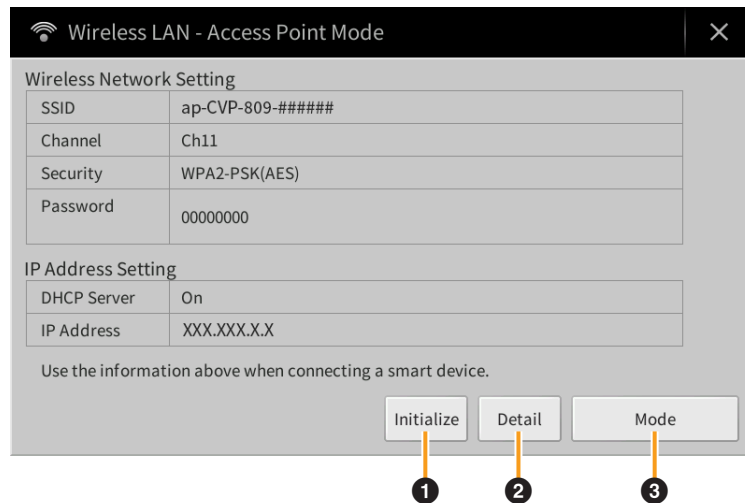 Wireless LAN - Access Point Mode
Wireless Network Setting
SSID ap-CVP-809-######
Channel Ch11
Security WPA2-PSK(AES)
Password 00000000
IP Address Setting
DHCP Server On
IP Address XXX.XXX.X.X
Use the information above when connecting a smart device.
Initialize Detail Mode
1 2 3